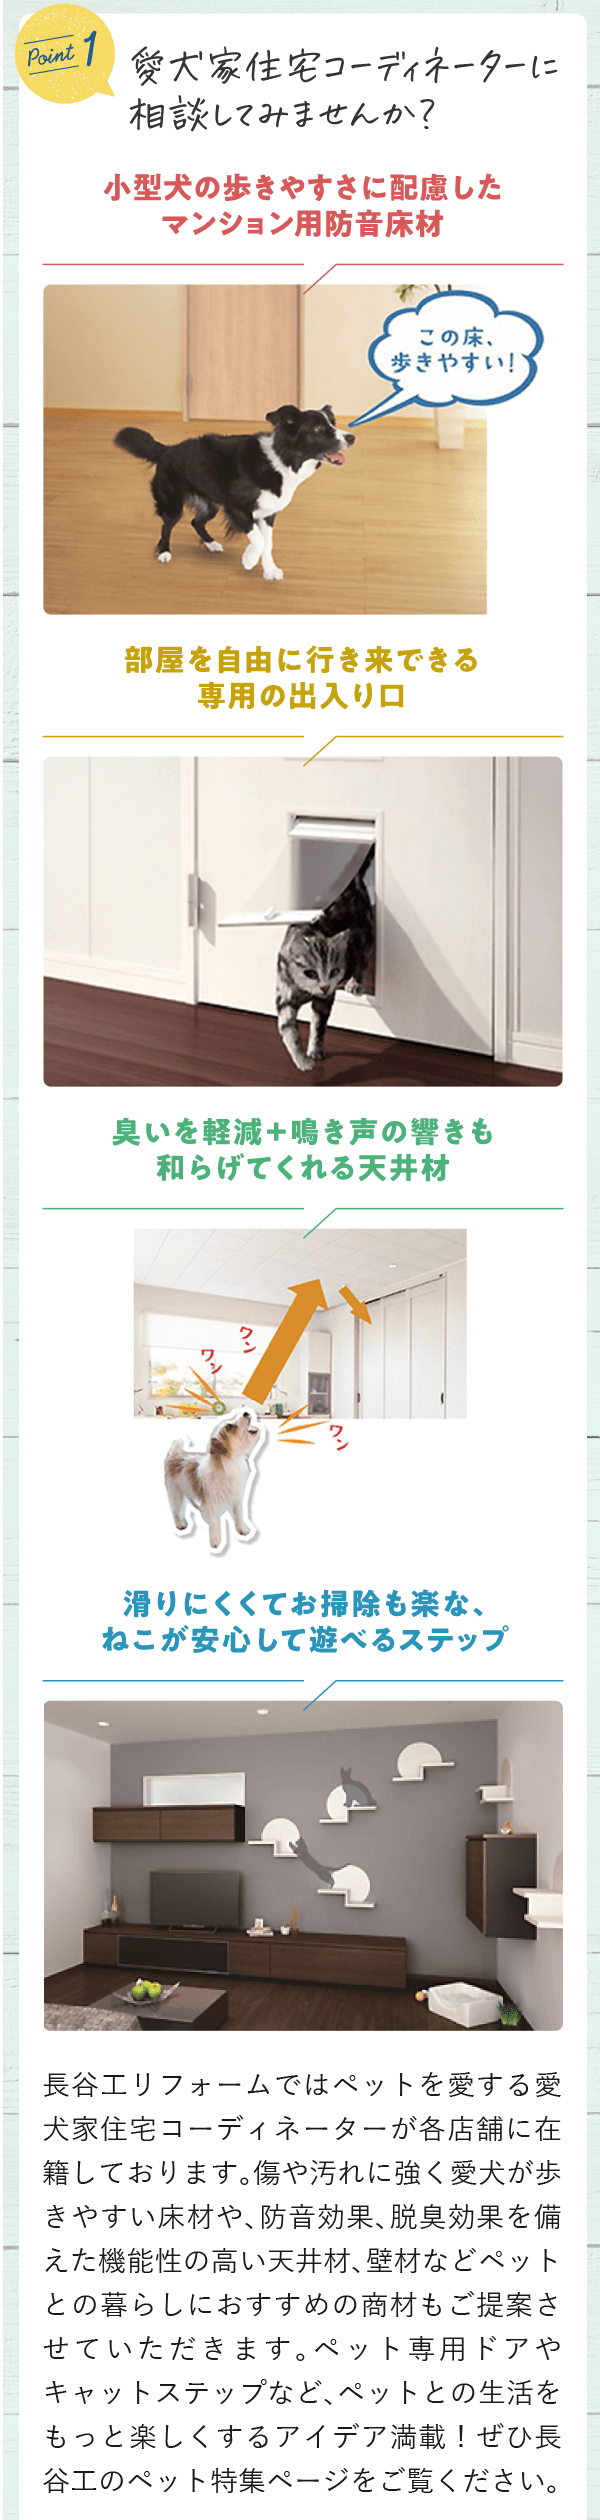 Point 1
愛犬家住宅コーディネーターに
相談してみませんか?
小型犬の歩きやすさに配慮した
マンション用防音床材
この床、
歩きやすい!
部屋を自由に行き来できる
専用の出入り口
臭いを軽減+鳴き声の響きも
和らげてくれる天井材
ワン
ワン
ワン
滑りにくくてお掃除も楽な、
ねこが安心して遊べるステップ
長谷工リフォームではペットを愛する愛
犬家住宅コーディネーターが各店舗に在
籍しております。傷や汚れに強く愛犬が歩
きやすい床材や、防音効果、脱臭効果を備
えた機能性の高い天井材、壁材などペット
との暮らしにおすすめの商材もご提案さ
せていただきます。ペット専用ドアや
キャットステップなど、ペットとの生活を
もっと楽しくするアイデア満載!ぜひ長
谷工のペット特集ページをご覧ください。